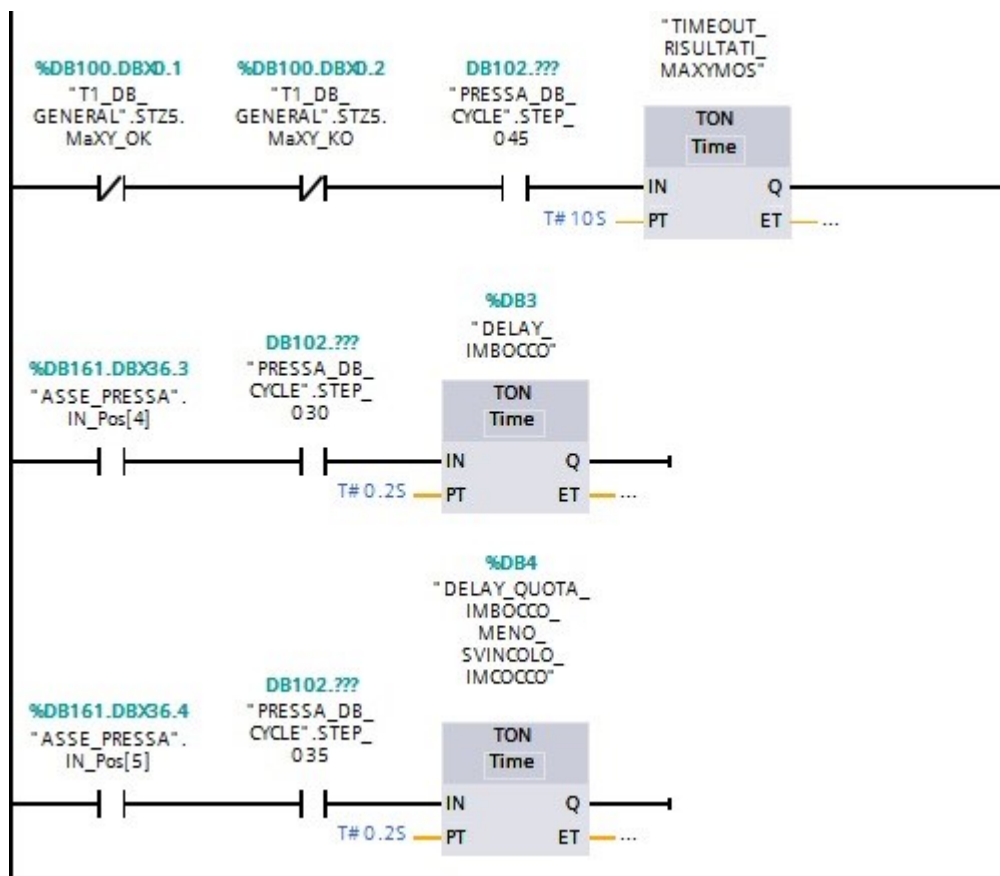 "TIMEOUT_
RISULTATI_
MAXYMOS"
%DB100.DBX0.1
"T1_DB_
GENERAL".STZ5.
MaXY_OK
%DB100.DBX0.2
"T1_DB_
GENERAL".STZ5.
MaXY_KO
DB102.???
"PRESSA_DB_
CYCLE".STEP_
045
TON
Time
IN
Q
T#10S
PT
ET
...
%DB3
"DELAY_
IMBOCCO"
%DB161.DBX36.3
"ASSE_PRESSA".
IN_Pos[4]
DB102.???
"PRESSA_DB_
CYCLE".STEP_
030
TON
Time
IN
Q
T#0.2S
PT
ET
...
%DB4
"DELAY_QUOTA_
IMBOCCO_
MENO_
SVINCOLO_
IMCOCCO"
%DB161.DBX36.4
"ASSE_PRESSA".
IN_Pos[5]
DB102.???
"PRESSA_DB_
CYCLE".STEP_
035
TON
Time
IN
Q
T#0.2S
PT
ET
...